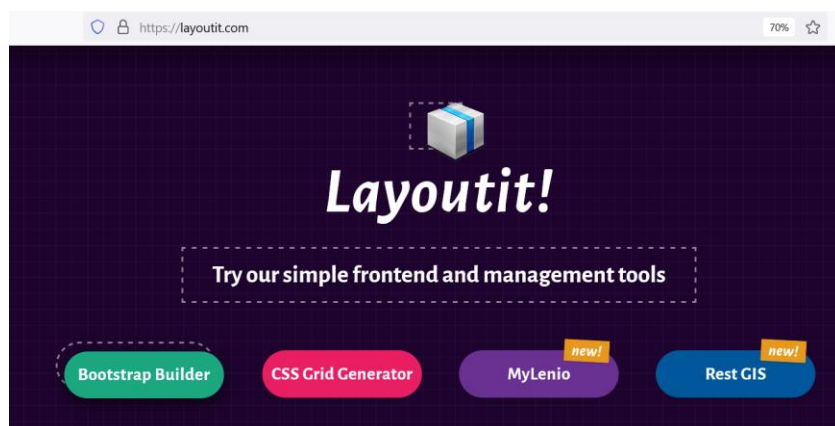 https://layoutit.com
70%
Layoutit!
Try our simple frontend and management tools
new!
new!
Bootstrap Builder
CSS Grid Generator
MyLenio
Rest GIS